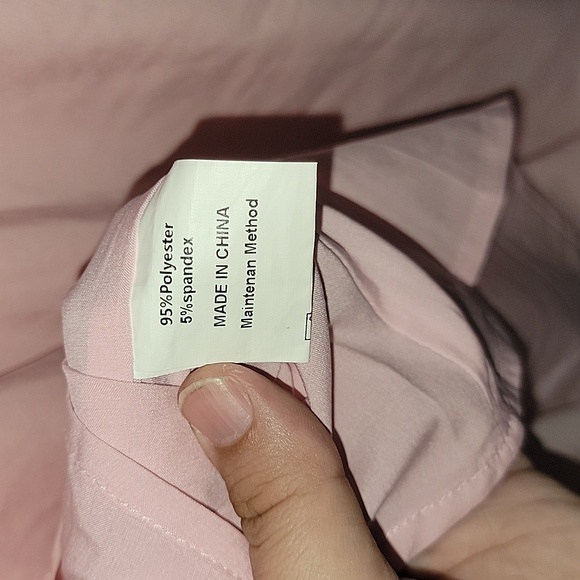 95%Polyester
5%spandex
MADE IN CHINA
Maintenan Method